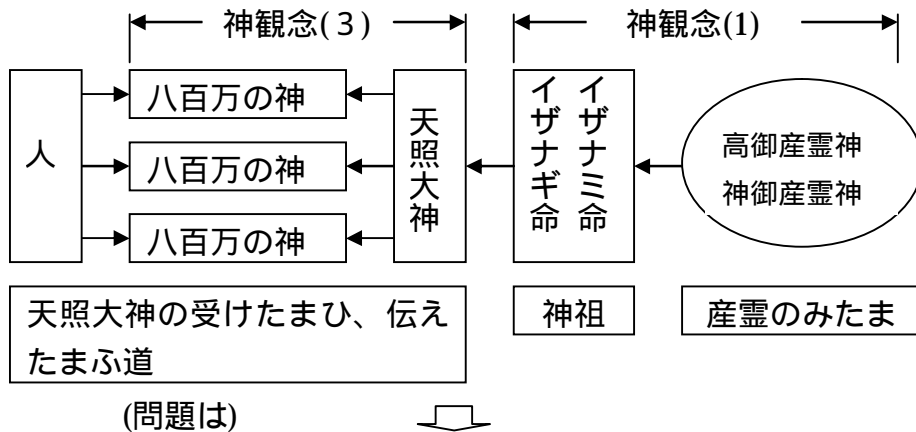 神観念(３)
神観念(1)
人
八百万の神
八百万の神
八百万の神
天照大神
イザナミ命
イザナギ命
高御産霊神
神御産霊神
天照大神の受けたまひ、伝え
たまふ道
神祖
産霊のみたま
(問題は)